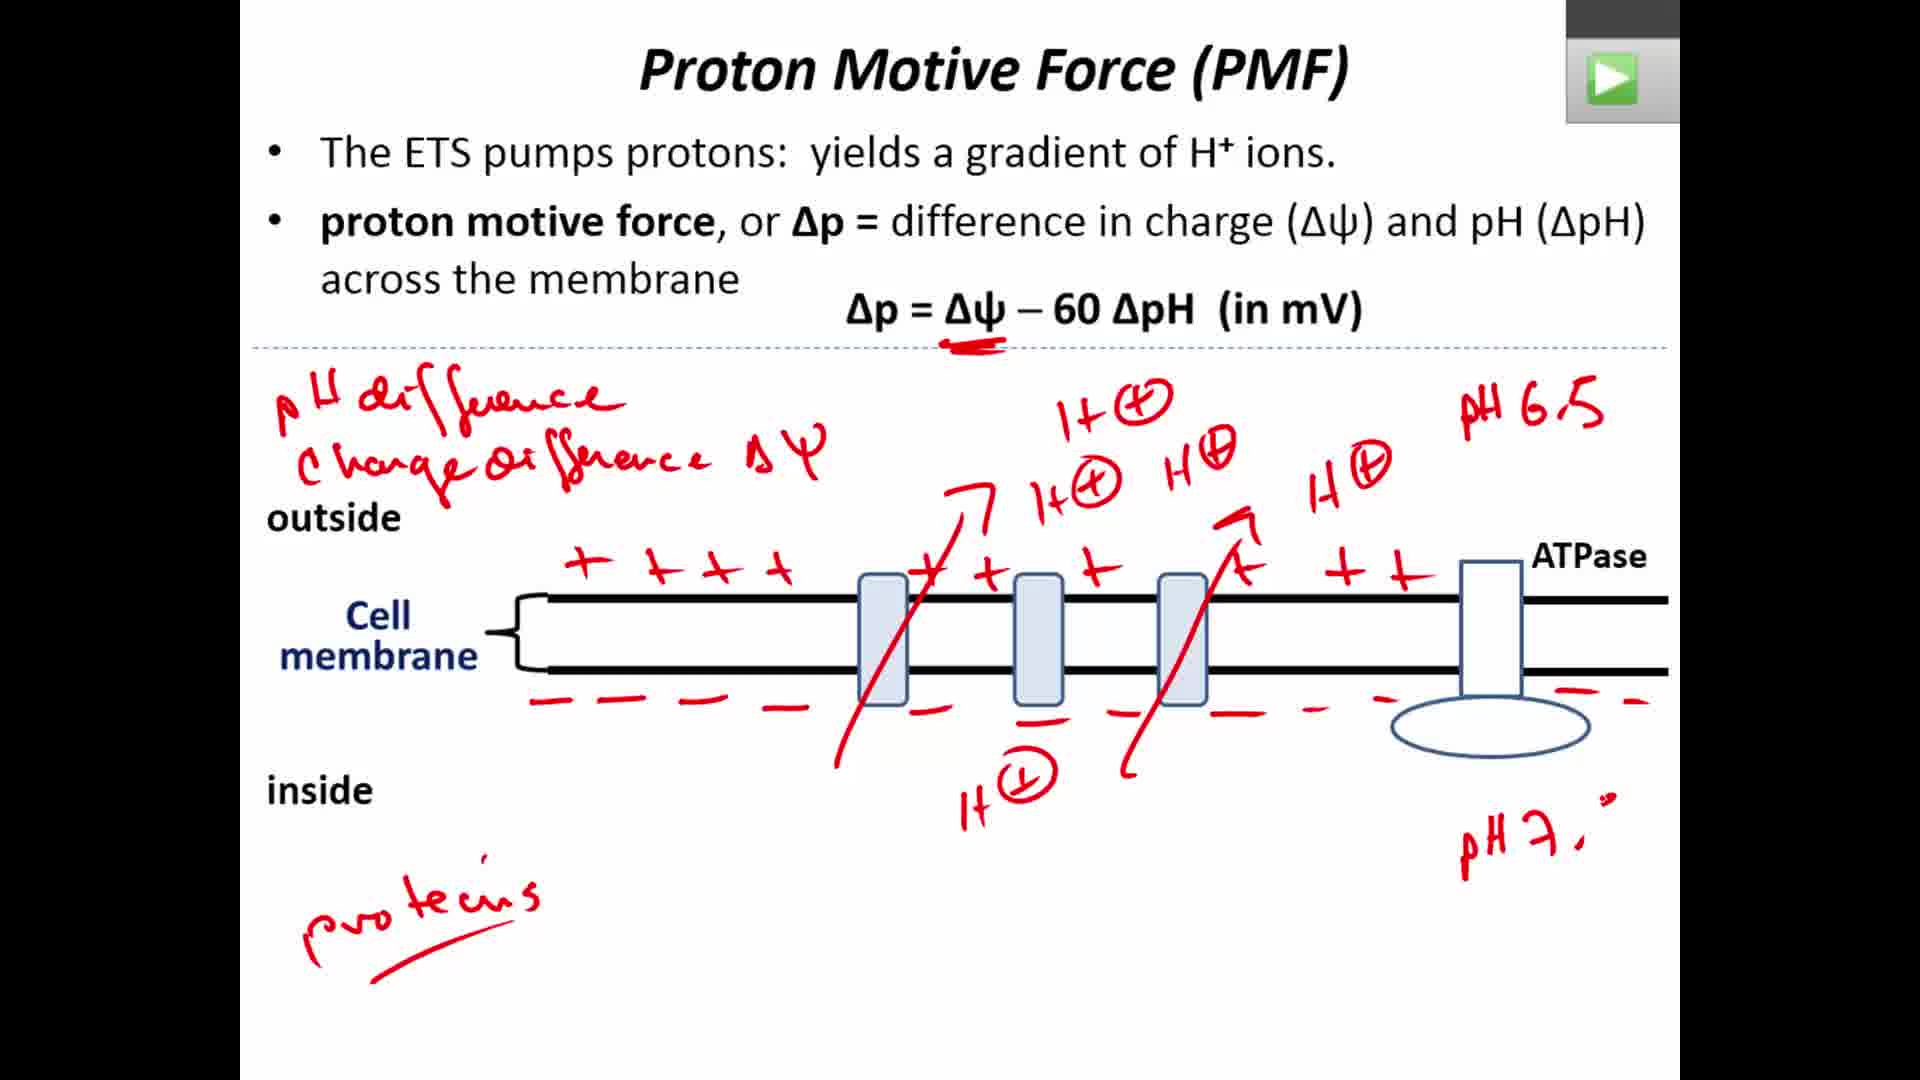 Proton Motive Force (PMF)
• The ETS pumps protons: yields a gradient of H⁺ ions.
• proton motive force, or Δp = difference in charge (Δψ) and pH (ΔpH)
across the membrane
Δp = Δψ – 60 ΔpH (in mV)
pH difference
Charge difference Δψ
H+
pH 6.5
H+
H+
H+
outside
+ + + + + + + + + +
ATPase
Cell
membrane
– – – – – – – – – – – –
inside
H+
pH 7.
proteins